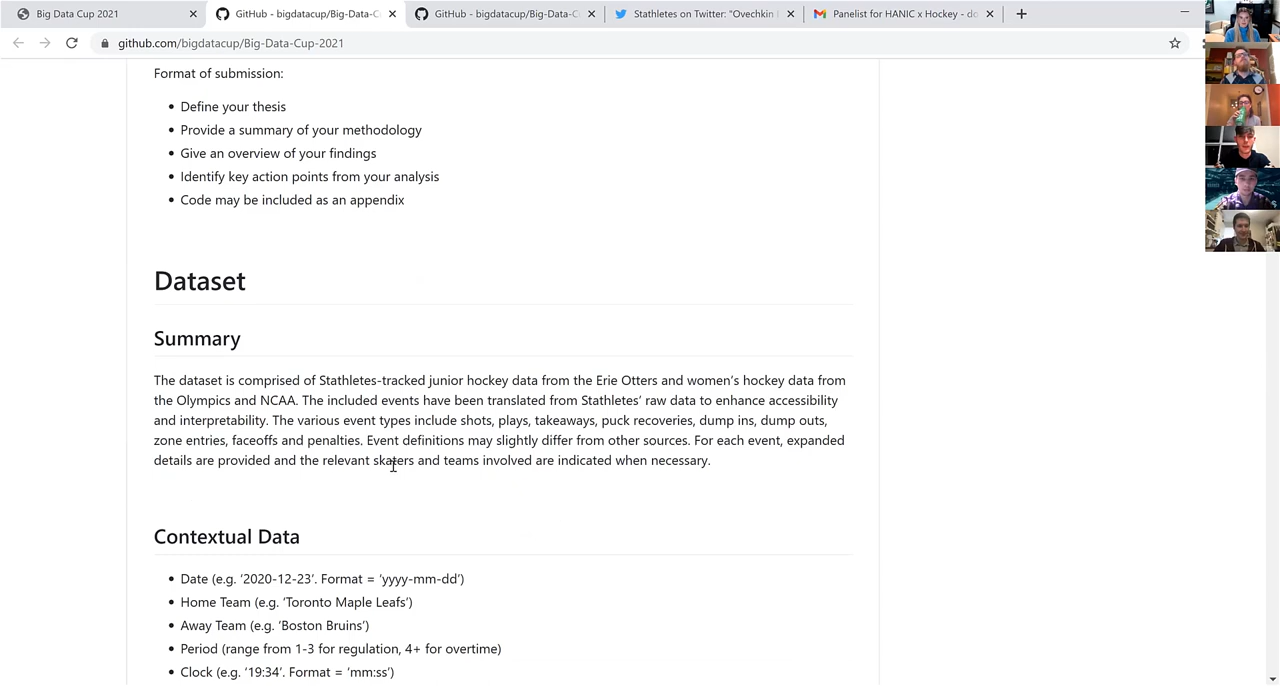 Big Data Cup 2021
GitHub - bigdatacup/Big-Data-C
GitHub - bigdatacup/Big-Data-C
Stathletes on Twitter: "Ovechkin
Panelist for HANIC x Hockey - do
github.com/bigdatacup/Big-Data-Cup-2021
Format of submission:
• Define your thesis
• Provide a summary of your methodology
• Give an overview of your findings
• Identify key action points from your analysis
• Code may be included as an appendix
Dataset
Summary
The dataset is comprised of Stathletes-tracked junior hockey data from the Erie Otters and women's hockey data from
the Olympics and NCAA. The included events have been translated from Stathletes' raw data to enhance accessibility
and interpretability. The various event types include shots, plays, takeaways, puck recoveries, dump ins, dump outs,
zone entries, faceoffs and penalties. Event definitions may slightly differ from other sources. For each event, expanded
details are provided and the relevant skaters and teams involved are indicated when necessary.
Contextual Data
• Date (e.g. '2020-12-23'. Format = 'yyyy-mm-dd')
• Home Team (e.g. 'Toronto Maple Leafs')
• Away Team (e.g. 'Boston Bruins')
• Period (range from 1-3 for regulation, 4+ for overtime)
• Clock (e.g. '19:34'. Format = 'mm:ss')